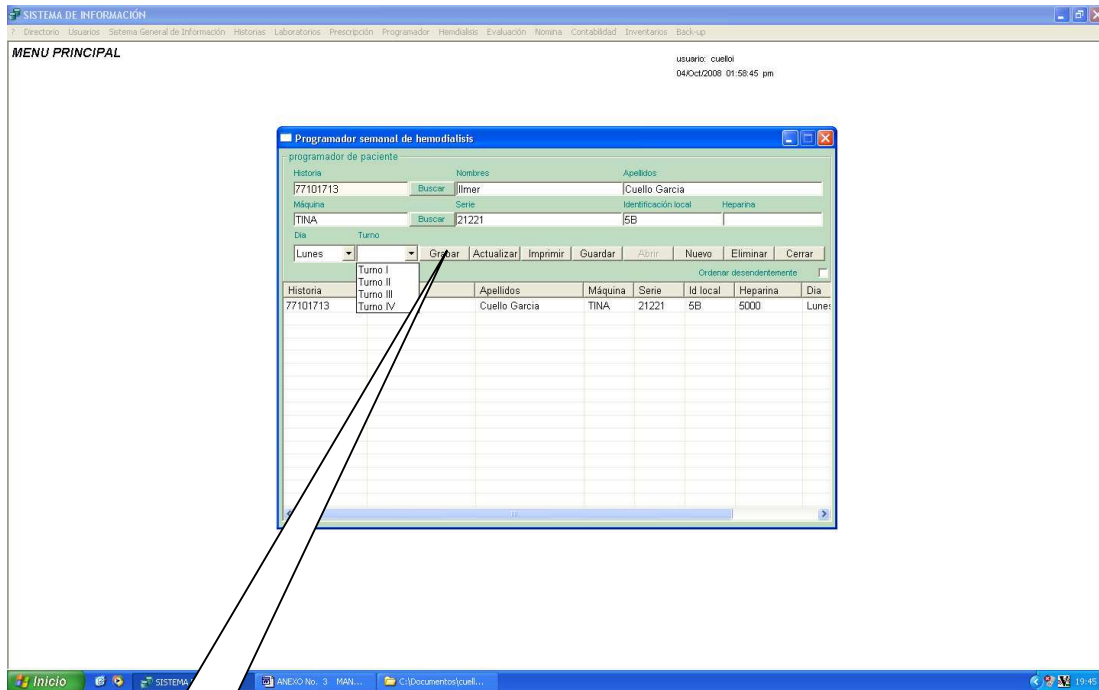 SISTEMA DE INFORMACIÓN
? Directorio Usuarios Sistema General de Información Historias Laboratorios Prescripción Programador Hemdialisis Evaluación Nomina Contabilidad Inventarios Back-up
MENU PRINCIPAL
usuario: cuelloi
04/Oct/2008 01:58:45 pm
Programador semanal de hemodialisis
programador de paciente
Historia Nombres Apellidos
77101713 Buscar Ilmer Cuello Garcia
Máquina Serie Identificación local Heparina
TINA Buscar 21221 5B
Dia Turno
Lunes Grabar Actualizar Imprimir Guardar Abrir Nuevo Eliminar Cerrar
Turno I
Turno II
Turno III
Turno IV
Ordenar desendentemente
Historia Apellidos Máquina Serie Id local Heparina Dia
77101713 Cuello Garcia TINA 21221 5B 5000 Lunes
Inicio SISTEMA ANEXO No. 3 MAN... C:\Documentos\cuell... 19:45